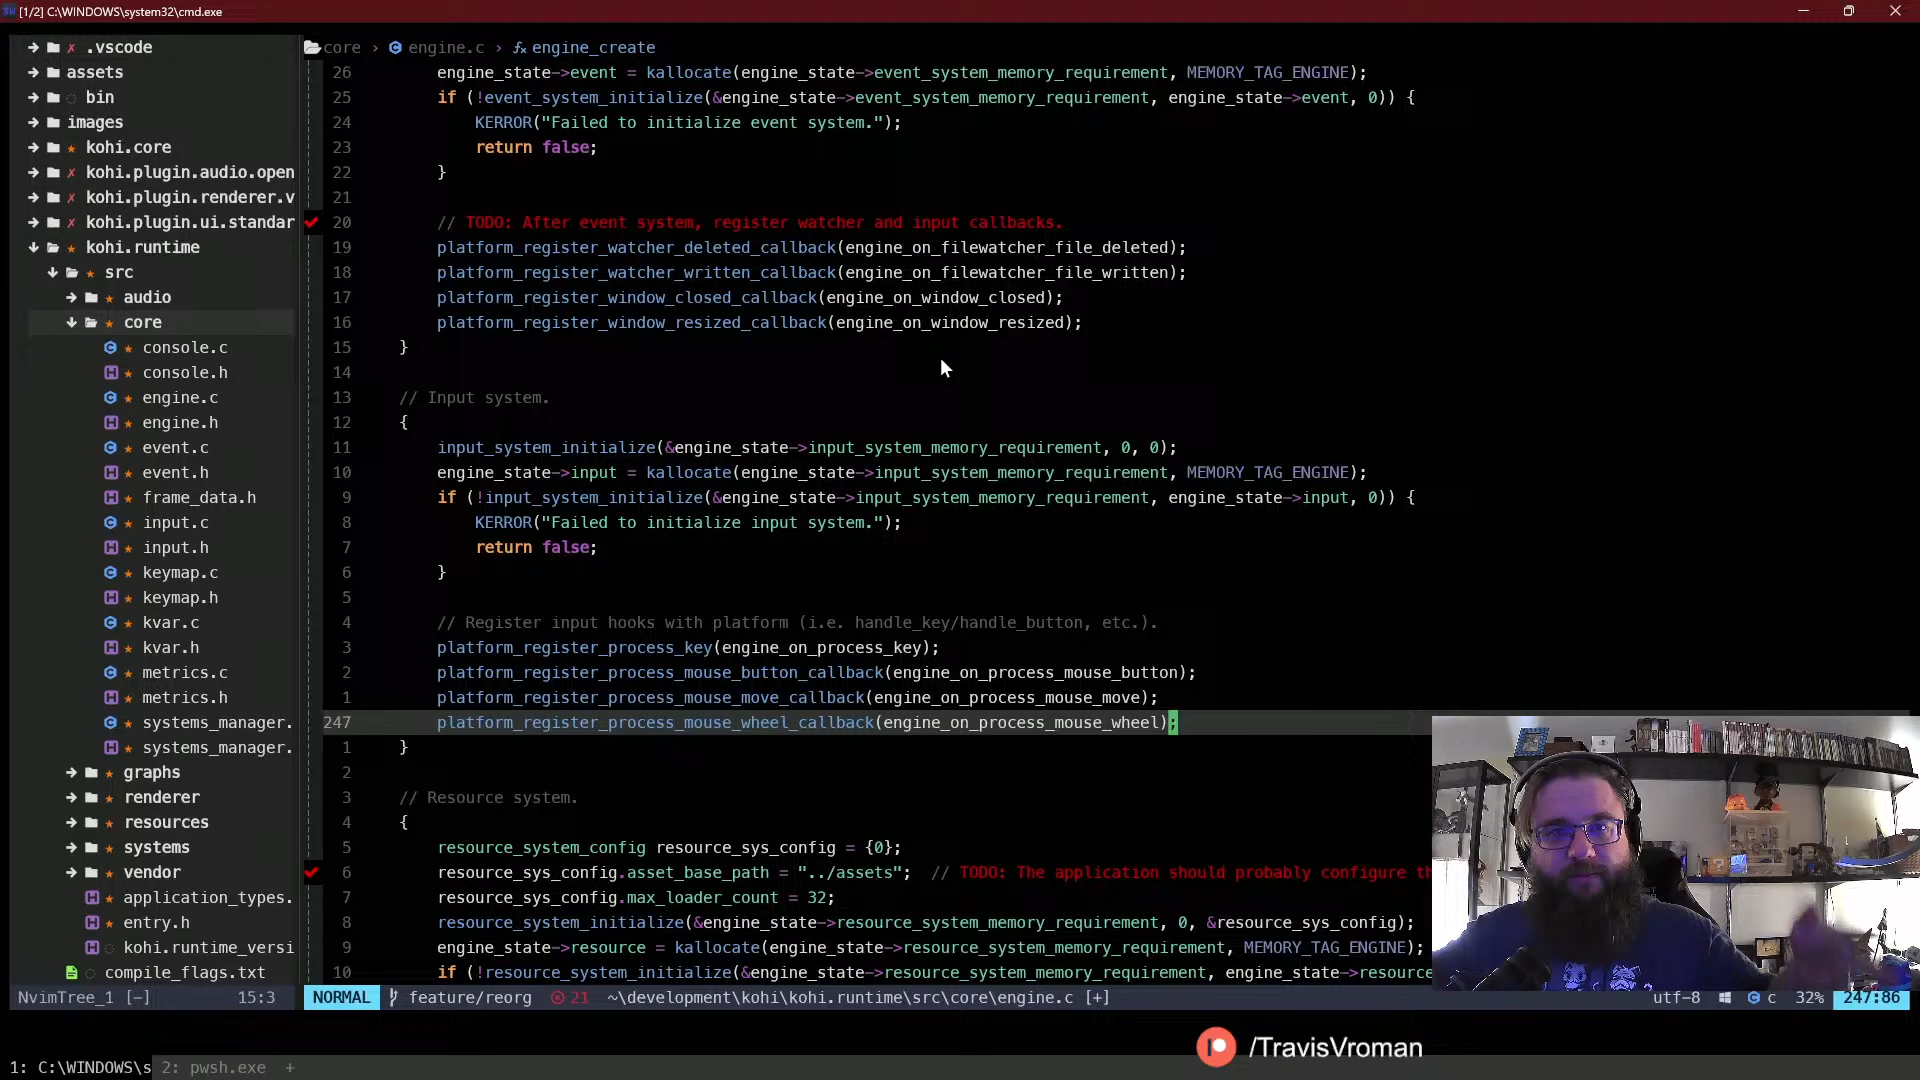 [1/2] C:\WINDOWS\system32\cmd.exe
.vscode
assets
bin
images
kohi.core
kohi.plugin.audio.open
kohi.plugin.renderer.v
kohi.plugin.ui.standar
kohi.runtime
src
audio
core
console.c
console.h
engine.c
engine.h
event.c
event.h
frame_data.h
input.c
input.h
keymap.c
keymap.h
kvar.c
kvar.h
metrics.c
metrics.h
systems_manager.
systems_manager.
graphs
renderer
resources
systems
vendor
application_types.
entry.h
kohi.runtime_versi
compile_flags.txt
NvimTree_1 [-] 15:3
core > engine.c > fx engine_create
26 engine_state->event = kallocate(engine_state->event_system_memory_requirement, MEMORY_TAG_ENGINE);
25 if (!event_system_initialize(&engine_state->event_system_memory_requirement, engine_state->event, 0)) {
24 KERROR("Failed to initialize event system.");
23 return false;
22 }
21
20 // TODO: After event system, register watcher and input callbacks.
19 platform_register_watcher_deleted_callback(engine_on_filewatcher_file_deleted);
18 platform_register_watcher_written_callback(engine_on_filewatcher_file_written);
17 platform_register_window_closed_callback(engine_on_window_closed);
16 platform_register_window_resized_callback(engine_on_window_resized);
15 }
14
13 // Input system.
12 {
11 input_system_initialize(&engine_state->input_system_memory_requirement, 0, 0);
10 engine_state->input = kallocate(engine_state->input_system_memory_requirement, MEMORY_TAG_ENGINE);
9 if (!input_system_initialize(&engine_state->input_system_memory_requirement, engine_state->input, 0)) {
8 KERROR("Failed to initialize input system.");
7 return false;
6 }
5
4 // Register input hooks with platform (i.e. handle_key/handle_button, etc.).
3 platform_register_process_key(engine_on_process_key);
2 platform_register_process_mouse_button_callback(engine_on_process_mouse_button);
1 platform_register_process_mouse_move_callback(engine_on_process_mouse_move);
247 platform_register_process_mouse_wheel_callback(engine_on_process_mouse_wheel);
1 }
2
3 // Resource system.
4 {
5 resource_system_config resource_sys_config = {0};
6 resource_sys_config.asset_base_path = "../assets"; // TODO: The application should probably configure th
7 resource_sys_config.max_loader_count = 32;
8 resource_system_initialize(&engine_state->resource_system_memory_requirement, 0, &resource_sys_config);
9 engine_state->resource = kallocate(engine_state->resource_system_memory_requirement, MEMORY_TAG_ENGINE);
10 if (!resource_system_initialize(&engine_state->resource_system_memory_requirement, engine_state->resourc
NORMAL feature/reorg 21 ~\development\kohi\kohi.runtime\src\core\engine.c [+] utf-8 c 32% 247:86
/TravisVroman
1: C:\WINDOWS\s 2: pwsh.exe +